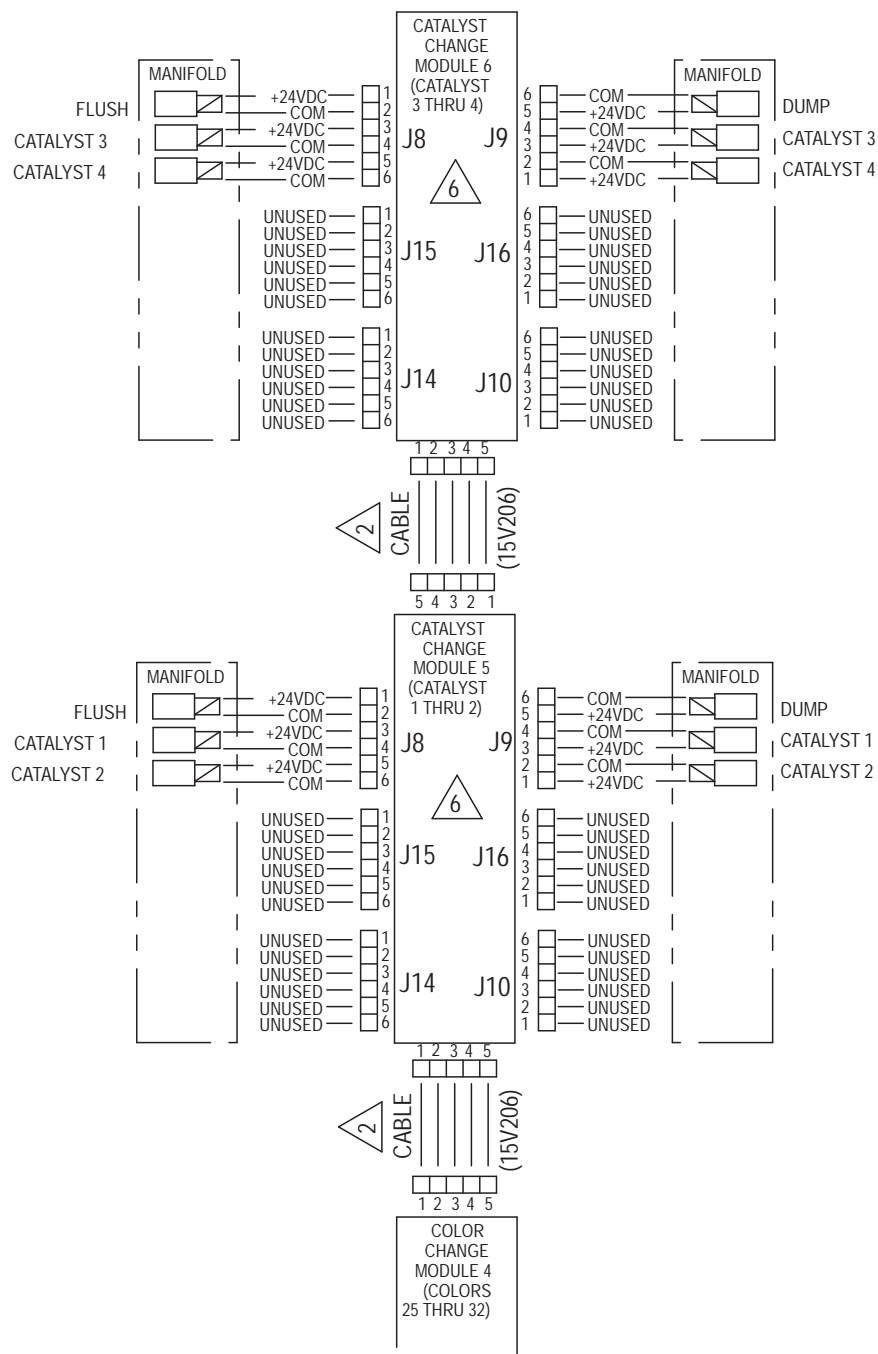 CATALYST
CHANGE
MODULE 6
(CATALYST
3 THRU 4)
MANIFOLD
FLUSH
CATALYST 3
CATALYST 4
+24VDC 1
COM 2
+24VDC 3
COM 4
+24VDC 5
COM 6
J8
J9
6
6 COM
5 +24VDC
4 COM
3 +24VDC
2 COM
1 +24VDC
MANIFOLD
DUMP
CATALYST 3
CATALYST 4
UNUSED 1
UNUSED 2
UNUSED 3
UNUSED 4
UNUSED 5
UNUSED 6
J15
J16
6 UNUSED
5 UNUSED
4 UNUSED
3 UNUSED
2 UNUSED
1 UNUSED
UNUSED 1
UNUSED 2
UNUSED 3
UNUSED 4
UNUSED 5
UNUSED 6
J14
J10
6 UNUSED
5 UNUSED
4 UNUSED
3 UNUSED
2 UNUSED
1 UNUSED
1 2 3 4 5
2
CABLE
(15V206)
5 4 3 2 1
CATALYST
CHANGE
MODULE 5
(CATALYST
1 THRU 2)
MANIFOLD
FLUSH
CATALYST 1
CATALYST 2
+24VDC 1
COM 2
+24VDC 3
COM 4
+24VDC 5
COM 6
J8
J9
6
6 COM
5 +24VDC
4 COM
3 +24VDC
2 COM
1 +24VDC
MANIFOLD
DUMP
CATALYST 1
CATALYST 2
UNUSED 1
UNUSED 2
UNUSED 3
UNUSED 4
UNUSED 5
UNUSED 6
J15
J16
6 UNUSED
5 UNUSED
4 UNUSED
3 UNUSED
2 UNUSED
1 UNUSED
UNUSED 1
UNUSED 2
UNUSED 3
UNUSED 4
UNUSED 5
UNUSED 6
J14
J10
6 UNUSED
5 UNUSED
4 UNUSED
3 UNUSED
2 UNUSED
1 UNUSED
1 2 3 4 5
2
CABLE
(15V206)
1 2 3 4 5
COLOR
CHANGE
MODULE 4
(COLORS
25 THRU 32)